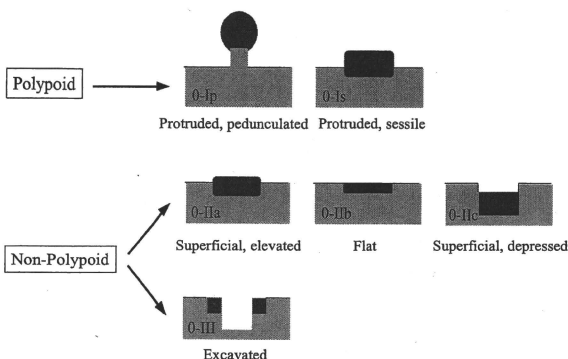 Polypoid
0-Ip
0-Is
Protruded, pedunculated
Protruded, sessile
0-IIa
0-IIb
0-IIc
Superficial, elevated
Flat
Superficial, depressed
Non-Polypoid
0-III
Excavated